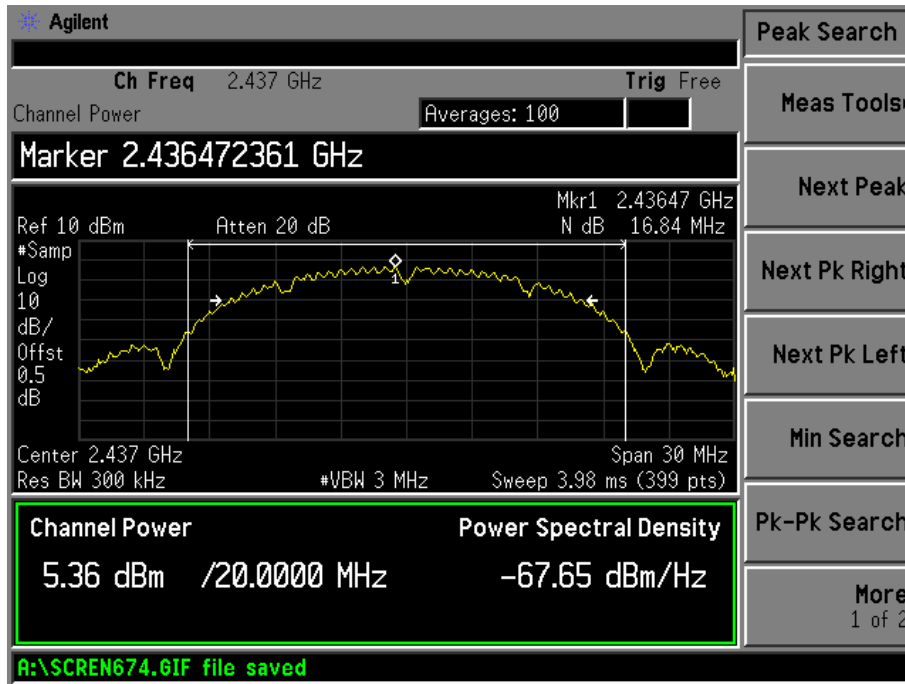 Agilent
Peak Search
Ch Freq 2.437 GHz Trig Free
Channel Power Averages: 100
Meas Tools
Marker 2.436472361 GHz
Next Peak
Mkr1 2.43647 GHz
Ref 10 dBm Atten 20 dB N dB 16.84 MHz
#Samp
Log
10
dB/
Offst
0.5
dB
1
Next Pk Right
Next Pk Left
Center 2.437 GHz Span 30 MHz
Res BW 300 kHz #VBW 3 MHz Sweep 3.98 ms (399 pts)
Min Search
Channel Power Power Spectral Density
5.36 dBm /20.0000 MHz -67.65 dBm/Hz
Pk-Pk Search
More
1 of 2
A:\SCREN674.GIF file saved